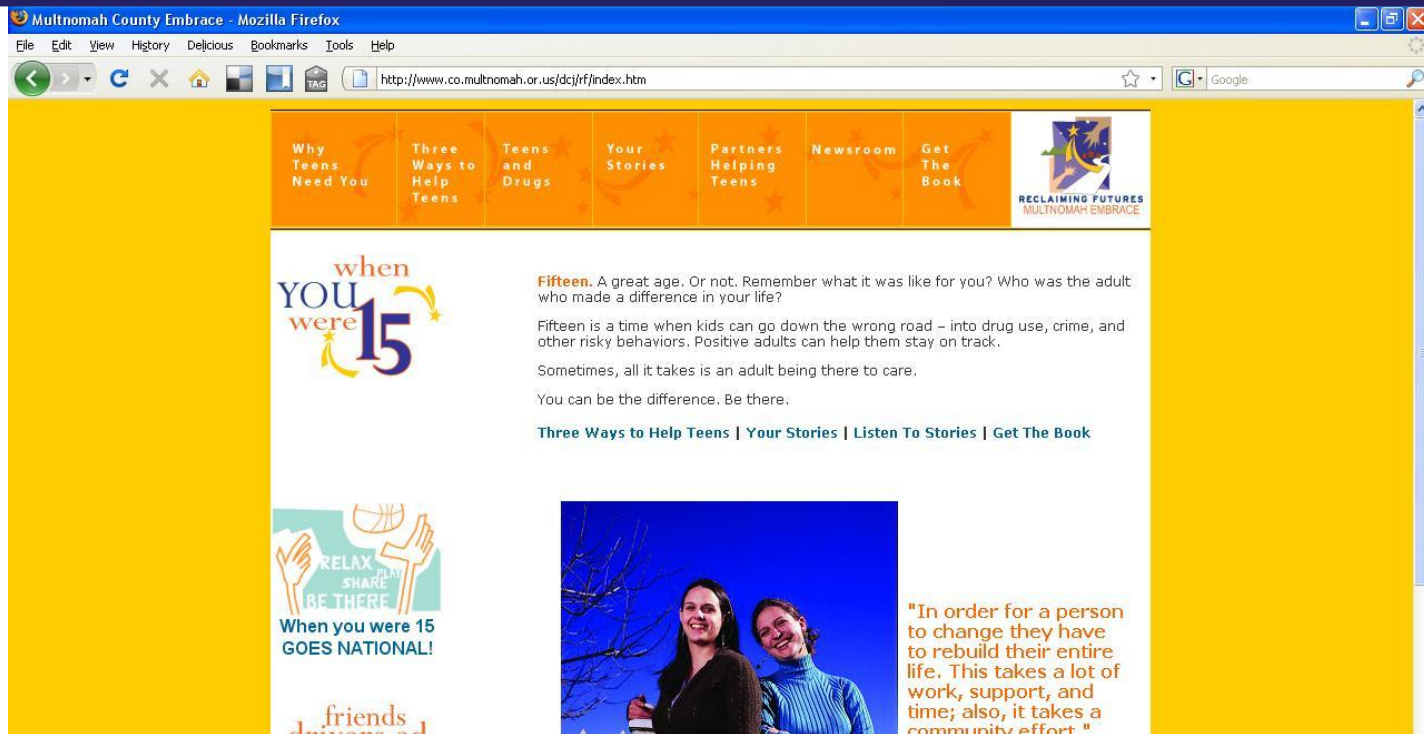 Multnomah County Embrace - Mozilla Firefox
File Edit View History Delicious Bookmarks Tools Help
TAG
http://www.co.multnomah.or.us/dcj/rf/index.htm
G Google
Why
Teens
Need You
Three
Ways to
Help
Teens
Teens
and
Drugs
Your
Stories
Partners
Helping
Teens
Newsroom
Get
The
Book
RECLAIMING FUTURES
MULTNOMAH EMBRACE
when
YOU
were
15
Fifteen. A great age. Or not. Remember what it was like for you? Who was the adult
who made a difference in your life?
Fifteen is a time when kids can go down the wrong road – into drug use, crime, and
other risky behaviors. Positive adults can help them stay on track.
Sometimes, all it takes is an adult being there to care.
You can be the difference. Be there.
Three Ways to Help Teens | Your Stories | Listen To Stories | Get The Book
RELAX
PLAY
SHARE
BE THERE
When you were 15
GOES NATIONAL!
friends
drivers ed
"In order for a person
to change they have
to rebuild their entire
life. This takes a lot of
work, support, and
time; also, it takes a
community effort."